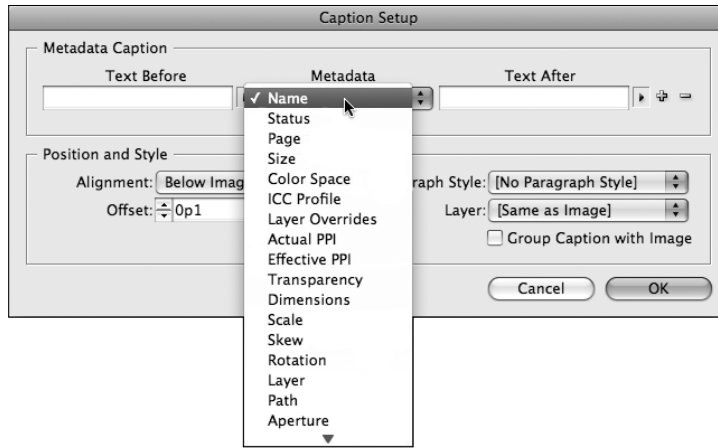 Caption Setup
Metadata Caption
Text Before Metadata Text After
✓ Name
Status
Page
Size
Alignment: Below Imag Color Space raph Style: [No Paragraph Style]
ICC Profile
Offset: 0p1 Layer Overrides Layer: [Same as Image]
Actual PPI Group Caption with Image
Effective PPI
Transparency
Dimensions Cancel OK
Scale
Skew
Rotation
Layer
Path
Aperture
Position and Style